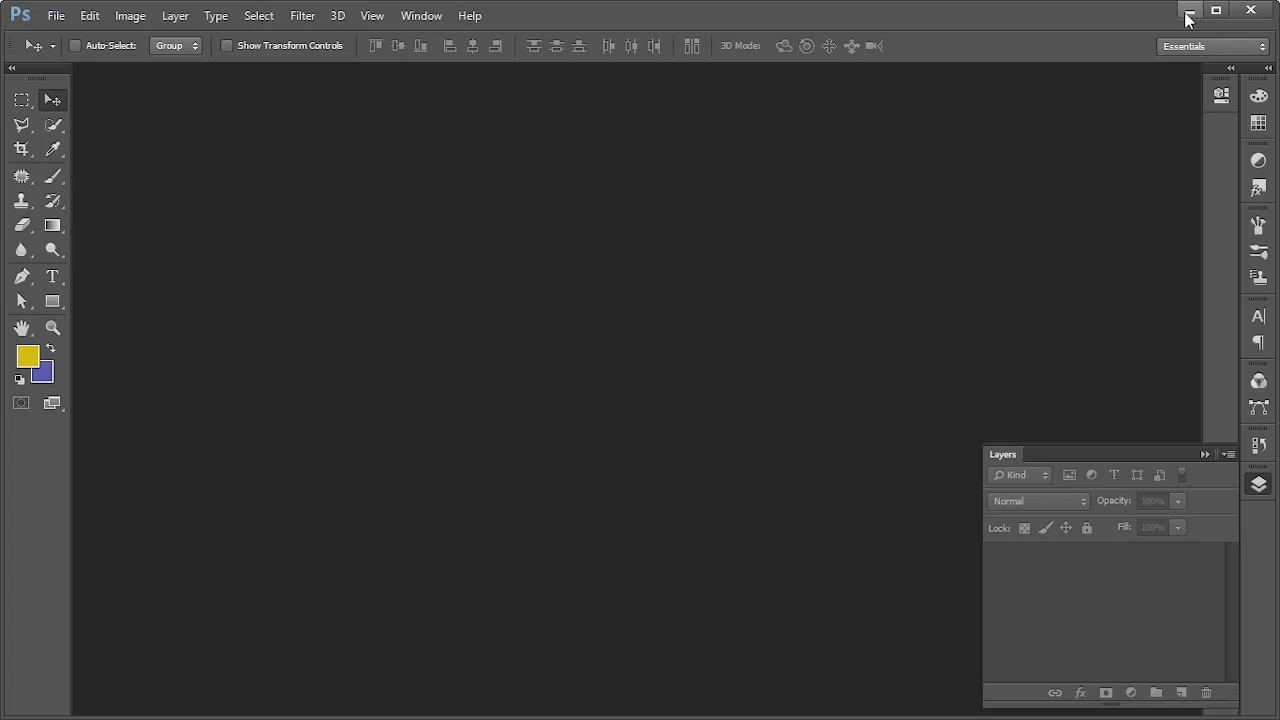 Ps File Edit Image Layer Type Select Filter 3D View Window Help
Auto-Select: Group Show Transform Controls 3D Mode: Essentials
Layers
Kind
Normal Opacity: 100%
Lock: Fill: 100%